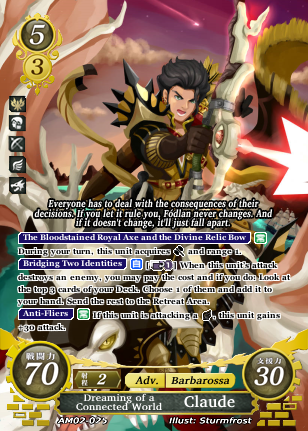 5
3
Everyone has to deal with the consequences of their
decisions. If you let it rule you, Fódlan never changes. And
if it doesn't change, it'll just fall apart.
The Bloodstained Royal Axe and the Divine Relic Bow
During your turn, this unit acquires and range 1.
Bridging Two Identities [ ] When this unit's attack
destroys an enemy, you may pay the cost and if you do: Look
at the top 3 cards of your Deck. Choose 1 of them and add it to
your hand. Send the rest to the Retreat Area.
Anti-Fliers If this unit is attacking a , this unit gains
+30 attack.
戦闘力
70
射程 2
Adv. Barbarossa
支援力
30
Dreaming of a
Connected World
Claude
AM02-025
Illust: Sturmfrost